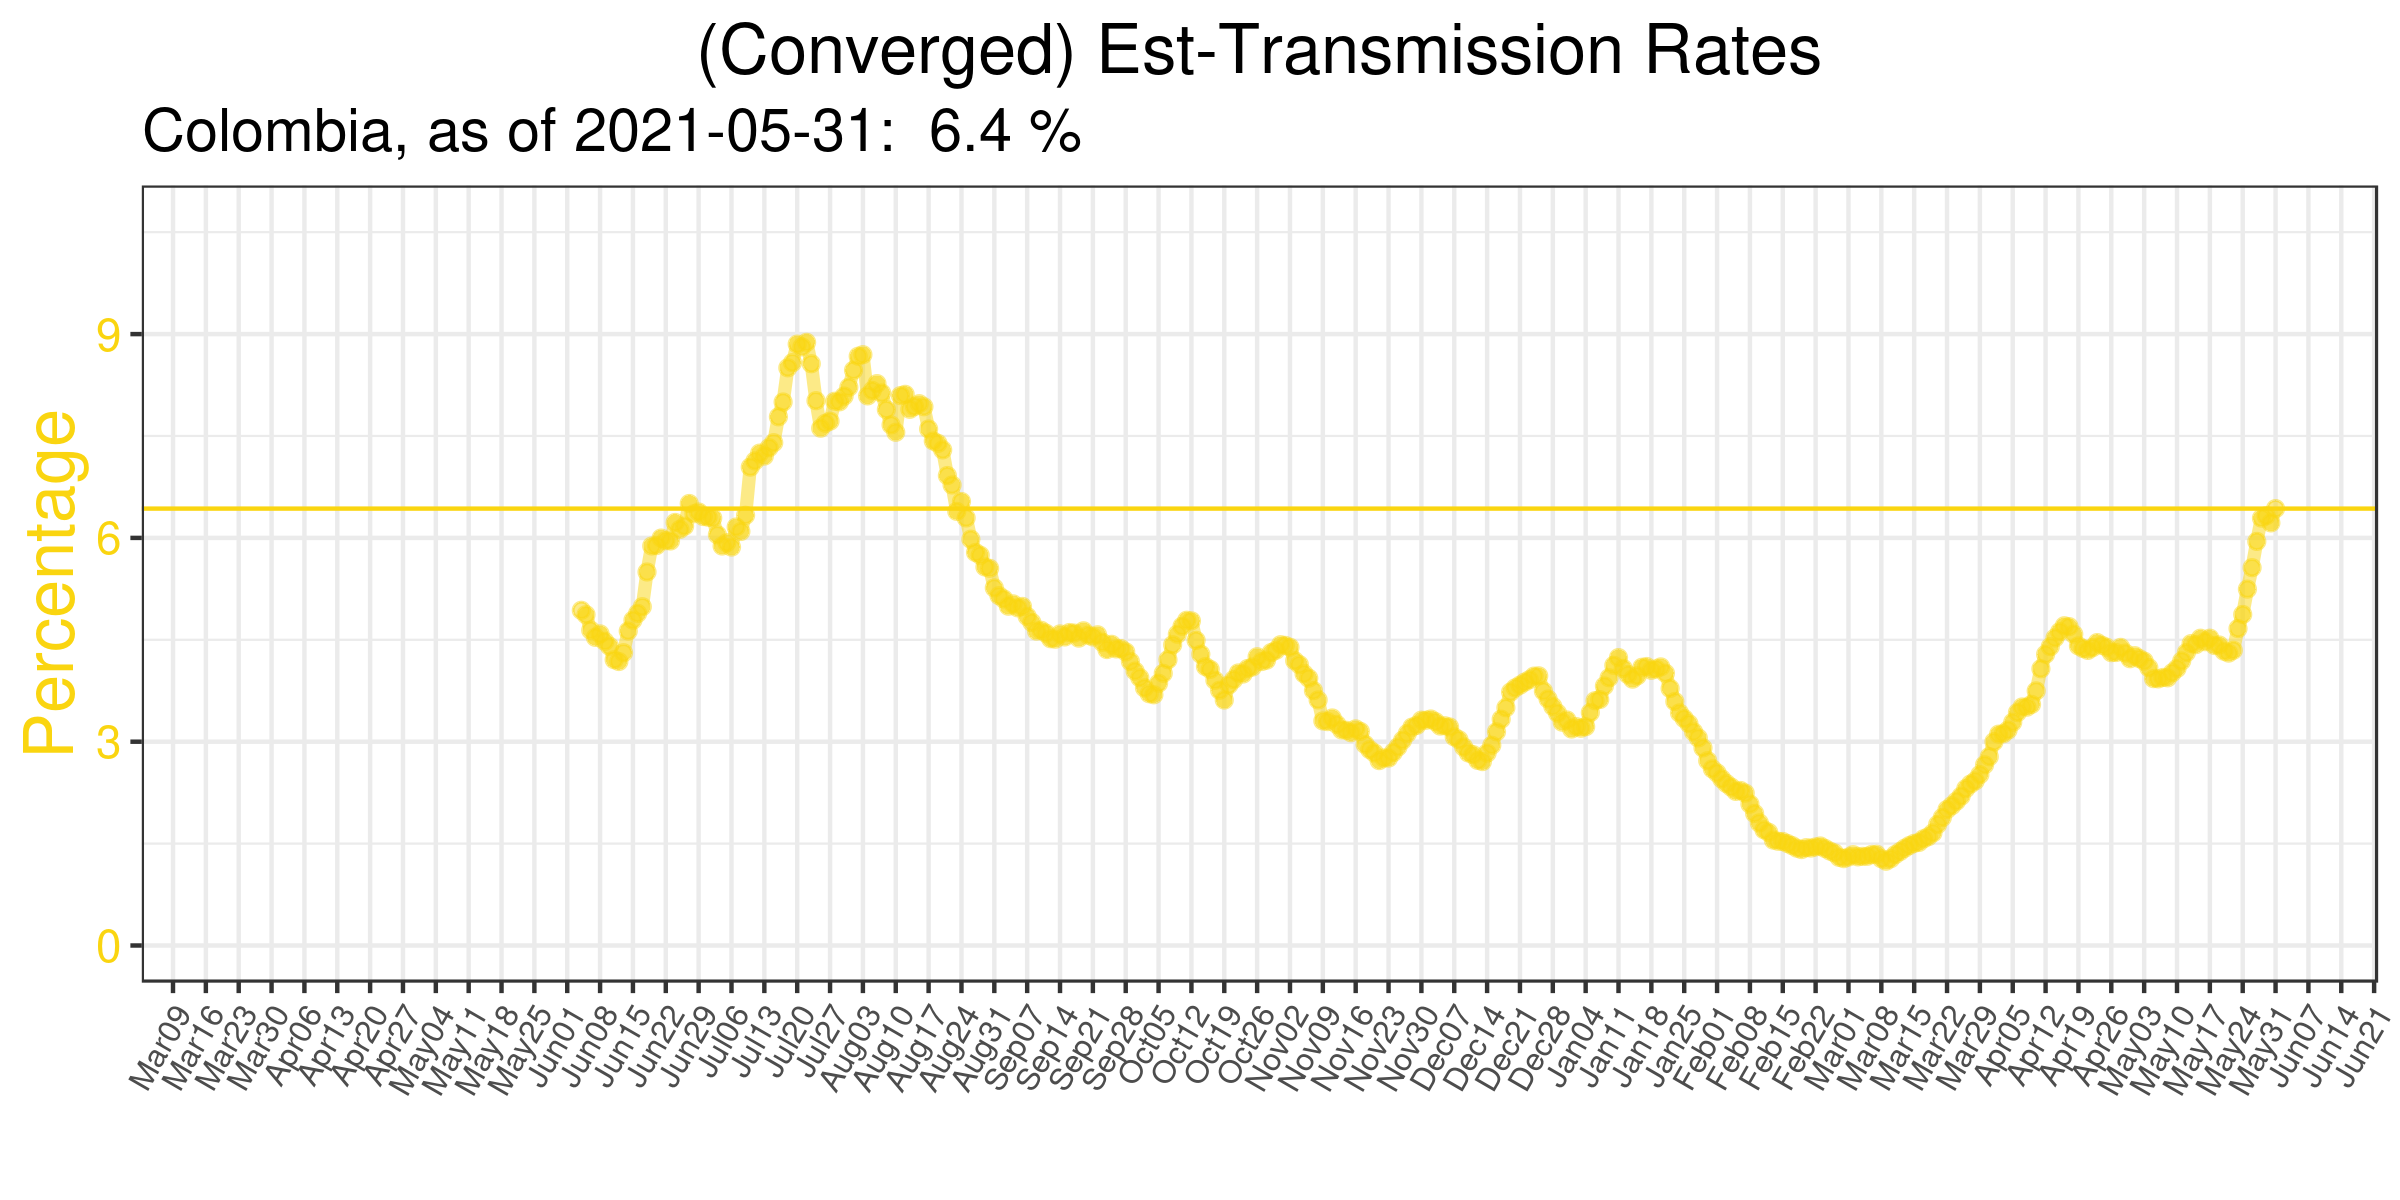 (Converged) Est-Transmission Rates
Colombia, as of 2021-05-31:  6.4 %
Percentage
9
6
3
0
Mar09
Mar16
Mar23
Mar30
Apr06
Apr13
Apr20
Apr27
May04
May11
May18
May25
Jun01
Jun08
Jun15
Jun22
Jun29
Jul06
Jul13
Jul20
Jul27
Aug03
Aug10
Aug17
Aug24
Aug31
Sep07
Sep14
Sep21
Sep28
Oct05
Oct12
Oct19
Oct26
Nov02
Nov09
Nov16
Nov23
Nov30
Dec07
Dec14
Dec21
Dec28
Jan04
Jan11
Jan18
Jan25
Feb01
Feb08
Feb15
Feb22
Mar01
Mar08
Mar15
Mar22
Mar29
Apr05
Apr12
Apr19
Apr26
May03
May10
May17
May24
May31
Jun07
Jun14
Jun21